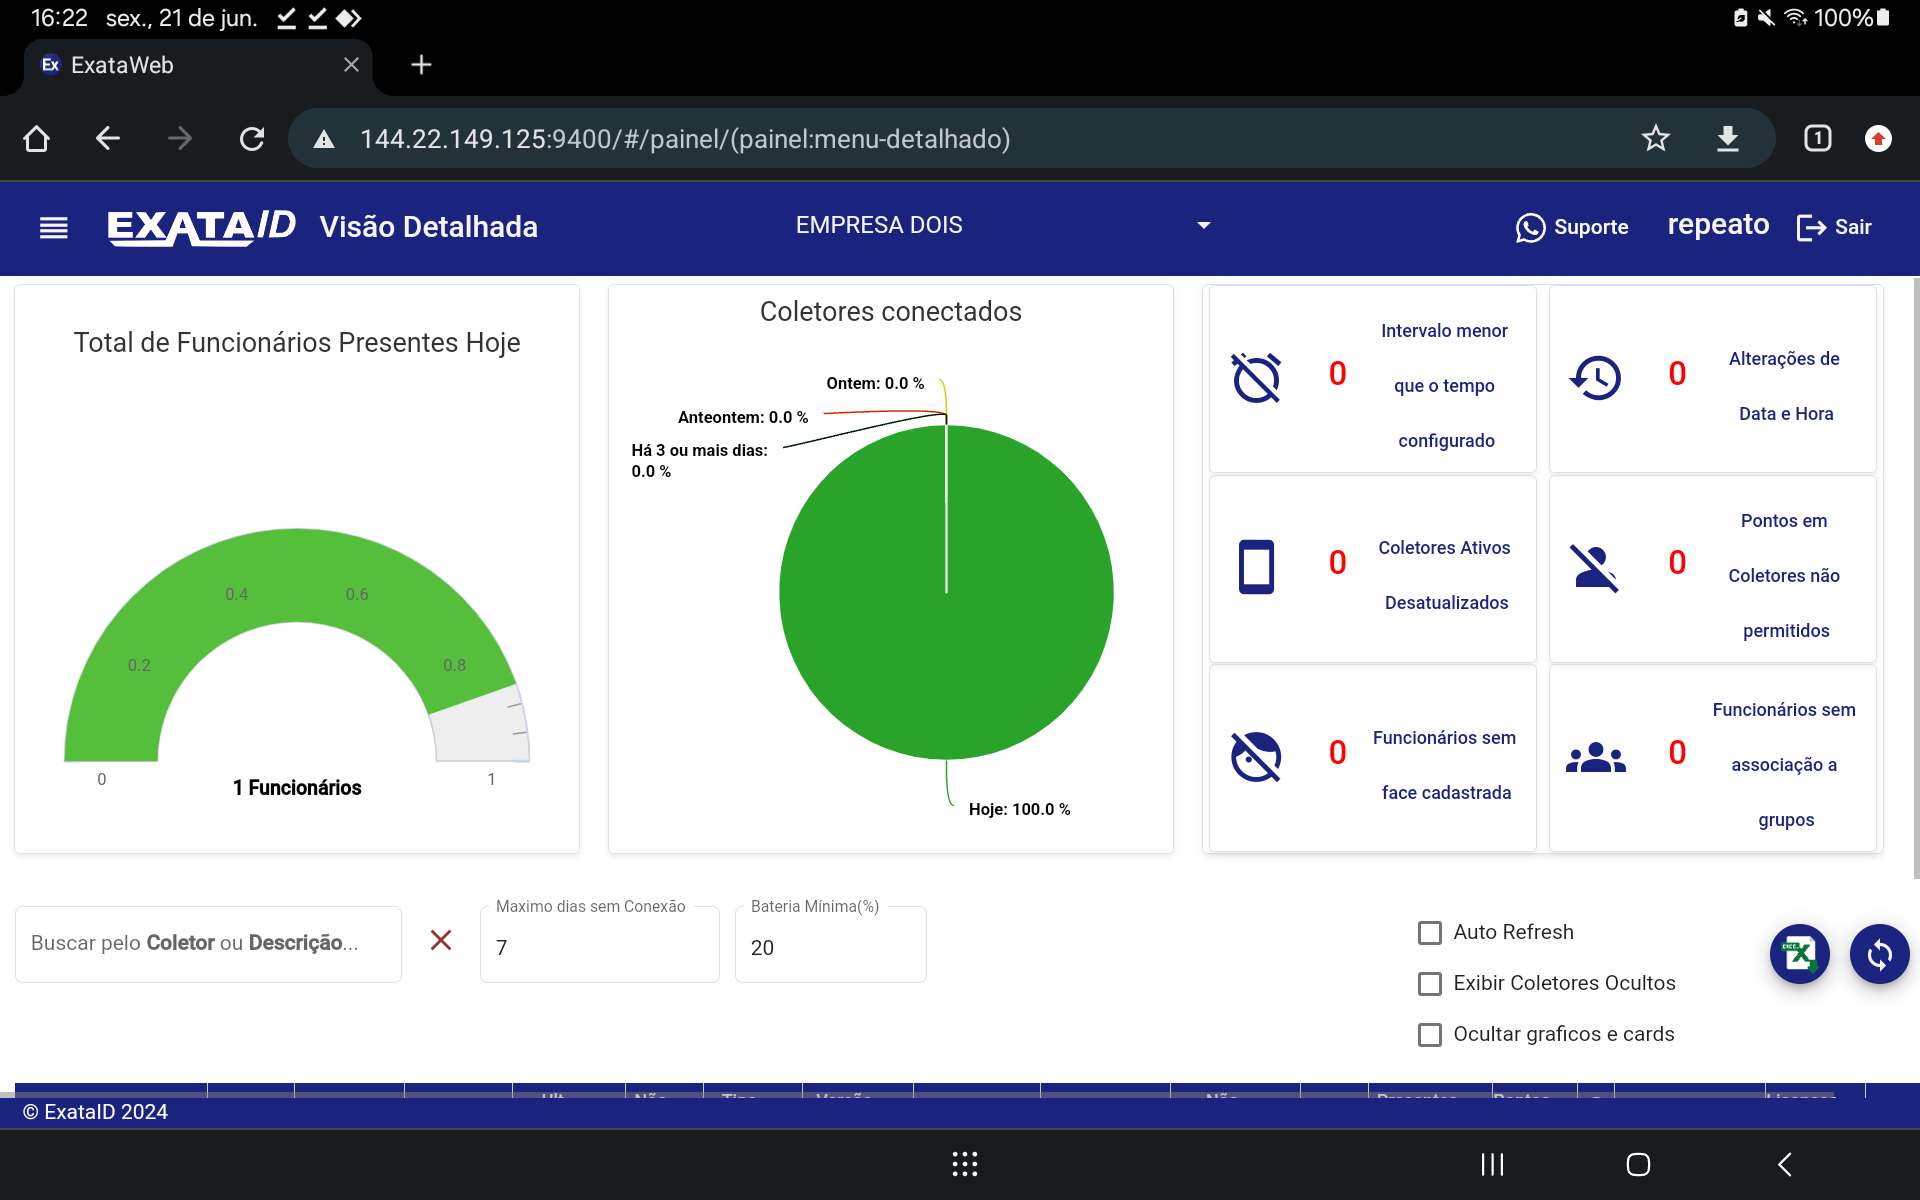 16:22 sex., 21 de jun. 100%
Ex ExataWeb
144.22.149.125:9400/#/painel/(painel:menu-detalhado) 1
EXATAID Visão Detalhada EMPRESA DOIS Suporte repeato Sair
Total de Funcionários Presentes Hoje
0.4 0.6
0.2 0.8
0 1
1 Funcionários
Coletores conectados
Ontem: 0.0 %
Anteontem: 0.0 %
Há 3 ou mais dias:
0.0 %
Hoje: 100.0 %
0
Intervalo menor
que o tempo
configurado
0
Alterações de
Data e Hora
0
Coletores Ativos
Desatualizados
0
Pontos em
Coletores não
permitidos
0
Funcionários sem
face cadastrada
0
Funcionários sem
associação a
grupos
Buscar pelo Coletor ou Descrição...
Maximo dias sem Conexão
7
Bateria Mínima(%)
20
Auto Refresh
Exibir Coletores Ocultos
Ocultar graficos e cards
© ExataID 2024